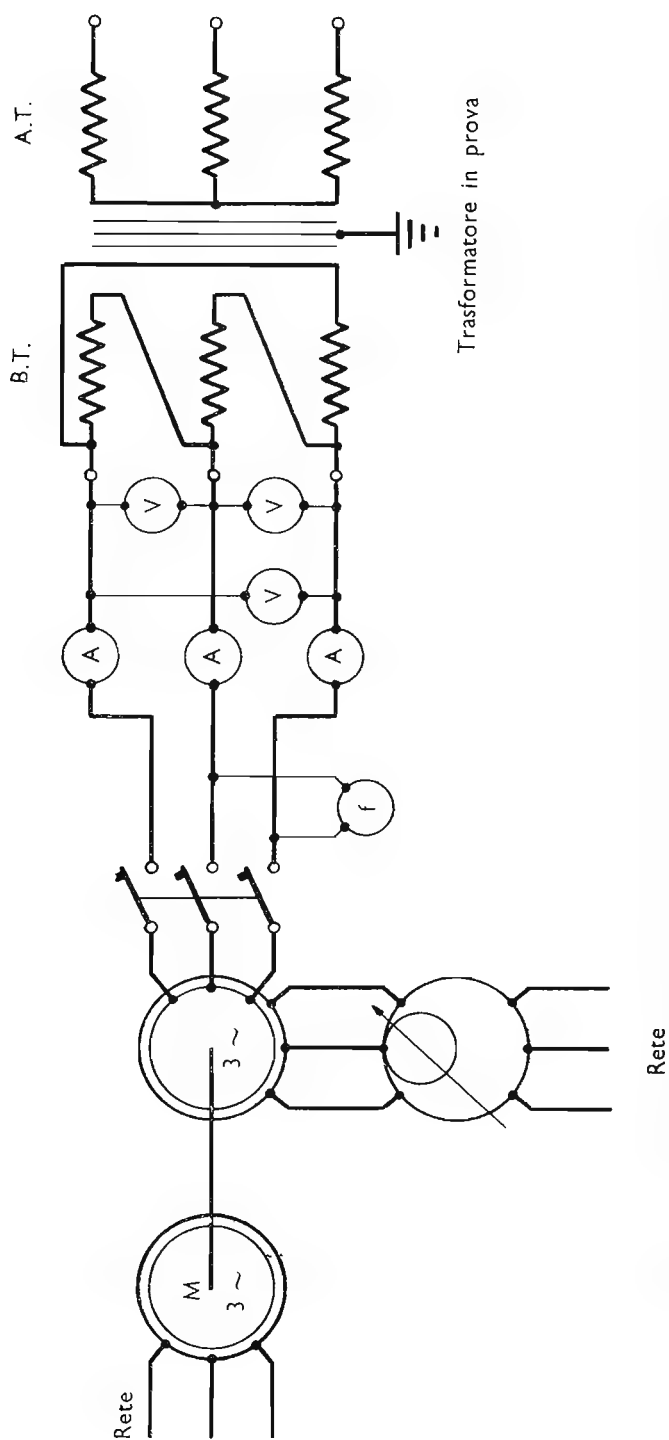 Rete
M
3 ~
3 ~
Rete
f
A
A
A
V
V
V
B.T.
A.T.
Trasformatore in prova